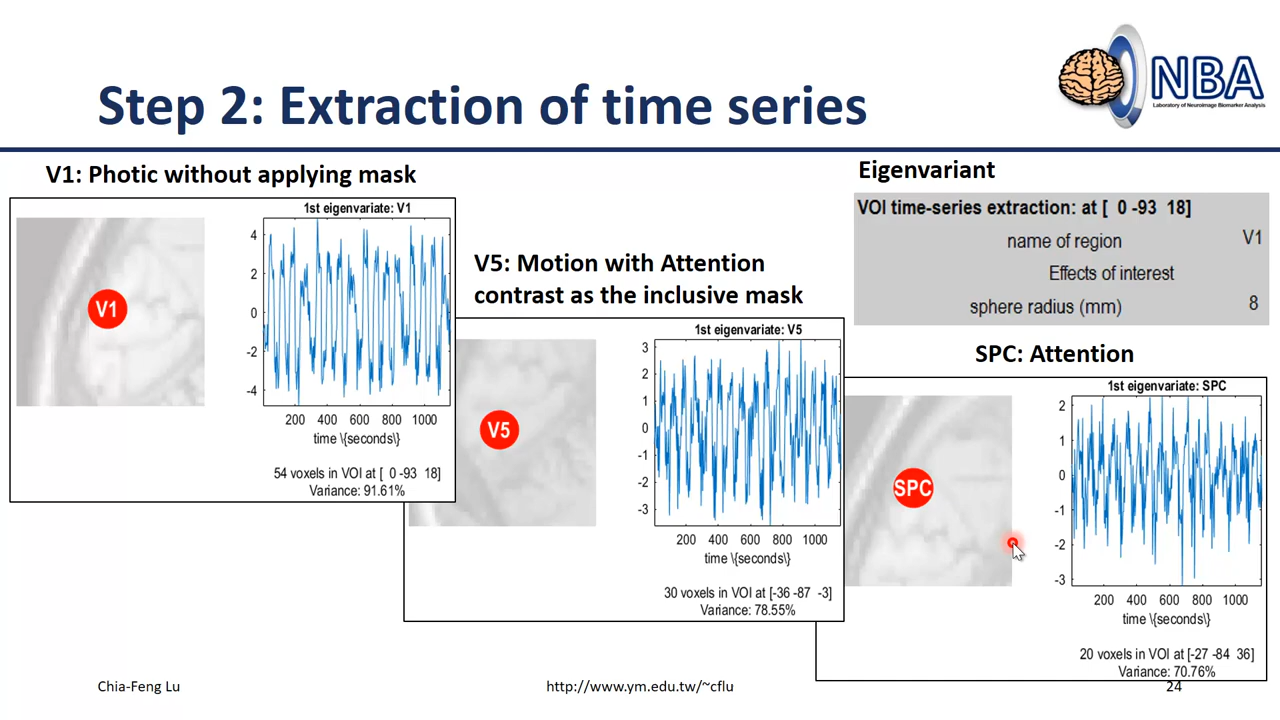 Step 2: Extraction of time series
NBA
Laboratory of Neuroimage Biomarker Analysis
V1: Photic without applying mask
1st eigenvariate: V1
V1
4
2
0
-2
-4
200 400 600 800 1000
time \{seconds\}
54 voxels in VOI at [ 0 -93 18]
Variance: 91.61%
V5: Motion with Attention
contrast as the inclusive mask
1st eigenvariate: V5
V5
3
2
1
0
-1
-2
-3
200 400 600 800 1000
time \{seconds\}
30 voxels in VOI at [-36 -87 -3]
Variance: 78.55%
Eigenvariant
VOI time-series extraction: at [ 0 -93 18]
name of region V1
Effects of interest
sphere radius (mm) 8
SPC: Attention
1st eigenvariate: SPC
SPC
2
1
0
-1
-2
-3
200 400 600 800 1000
time \{seconds\}
20 voxels in VOI at [-27 -84 36]
Variance: 70.76%
Chia-Feng Lu
http://www.ym.edu.tw/~cflu
24